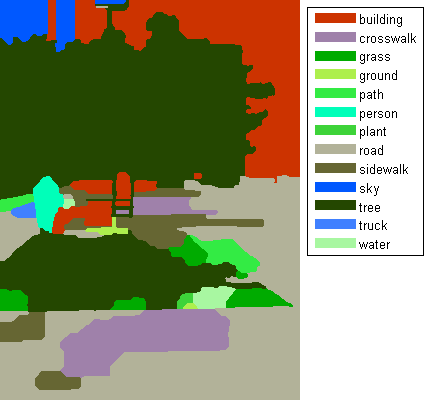 building
crosswalk
grass
ground
path
person
plant
road
sidewalk
sky
tree
truck
water